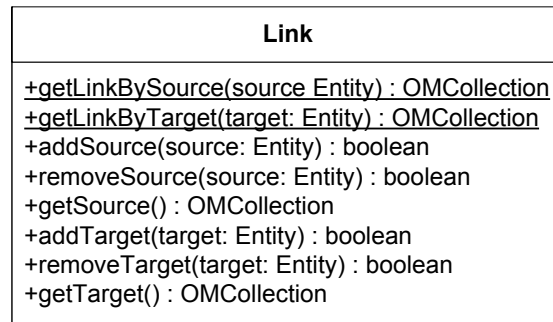 Link
+getLinkBySource(source Entity) : OMCollection
+getLinkByTarget(target: Entity) : OMCollection
+addSource(source: Entity) : boolean
+removeSource(source: Entity) : boolean
+getSource() : OMCollection
+addTarget(target: Entity) : boolean
+removeTarget(target: Entity) : boolean
+getTarget() : OMCollection